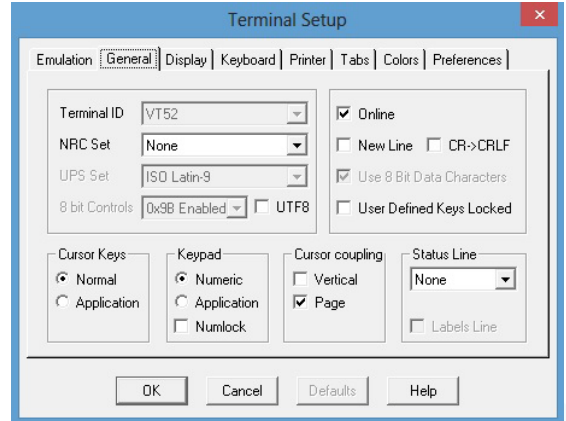 Terminal Setup
Emulation General Display Keyboard Printer Tabs Colors Preferences
Terminal ID VT52
NRC Set None
UPS Set ISO Latin-9
8 bit Controls 0x9B Enabled UTF8
Online
New Line CR->CRLF
Use 8 Bit Data Characters
User Defined Keys Locked
Cursor Keys
Normal
Application
Keypad
Numeric
Application
Numlock
Cursor coupling
Vertical
Page
Status Line
None
Labels Line
OK Cancel Defaults Help